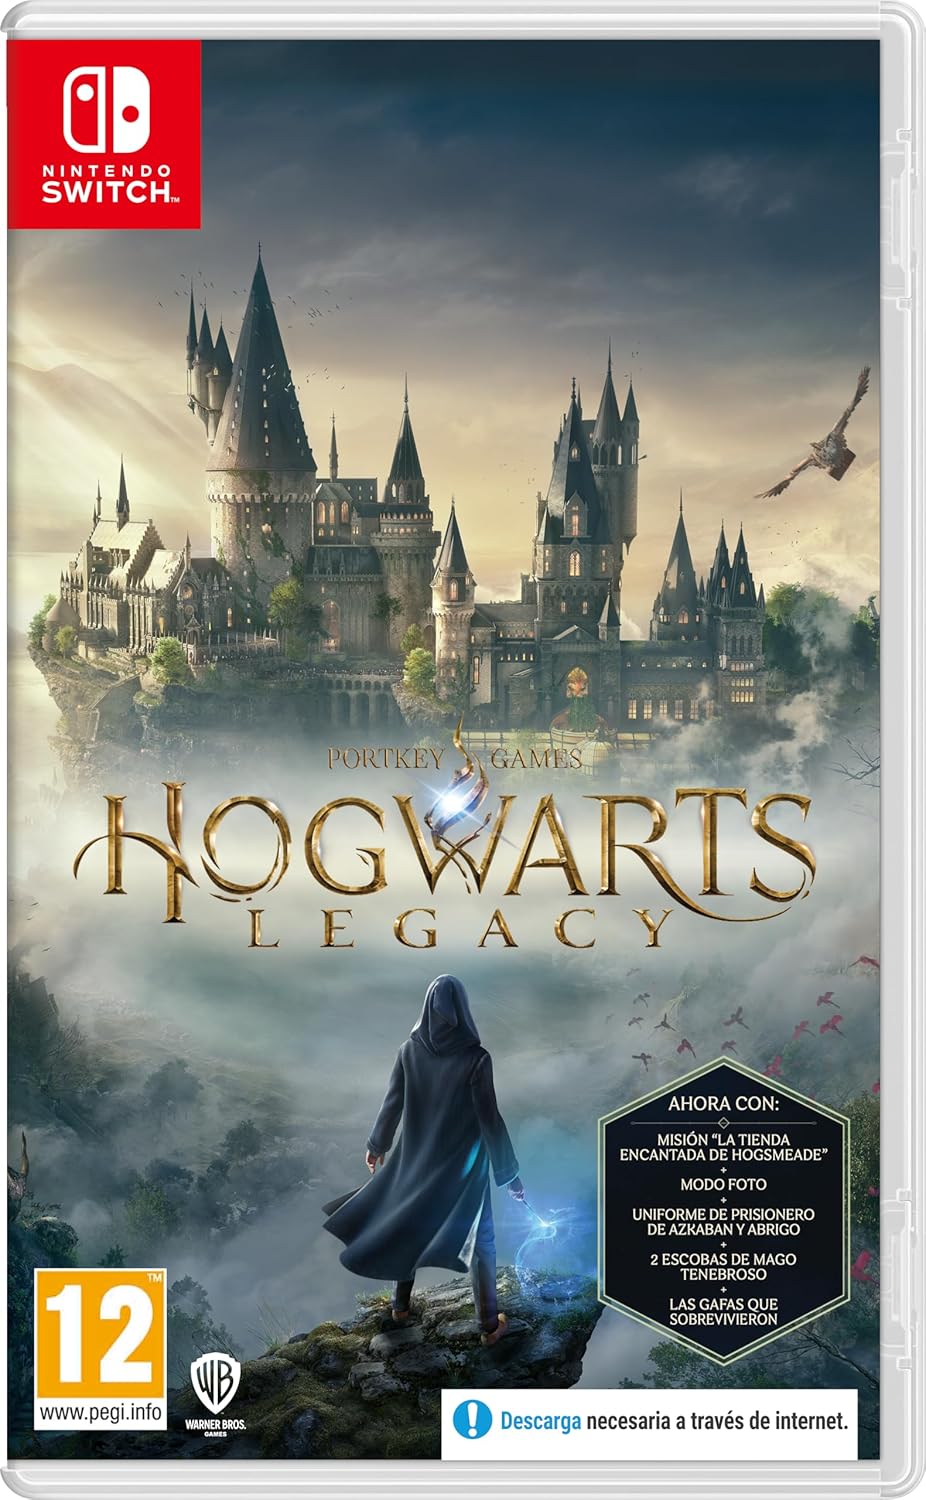 NINTENDO
SWITCH™
PORTKEY GAMES
HOGWARTS
LEGACY
AHORA CON:
MISIÓN “LA TIENDA
ENCANTADA DE HOGSMEADE”
+
MODO FOTO
+
UNIFORME DE PRISIONERO
DE AZKABAN Y ABRIGO
+
2 ESCOBAS DE MAGO
TENEBROSO
+
LAS GAFAS QUE
SOBREVIVIERON
12™
www.pegi.info
WB
WARNER BROS.
GAMES
! Descarga necesaria a través de internet.